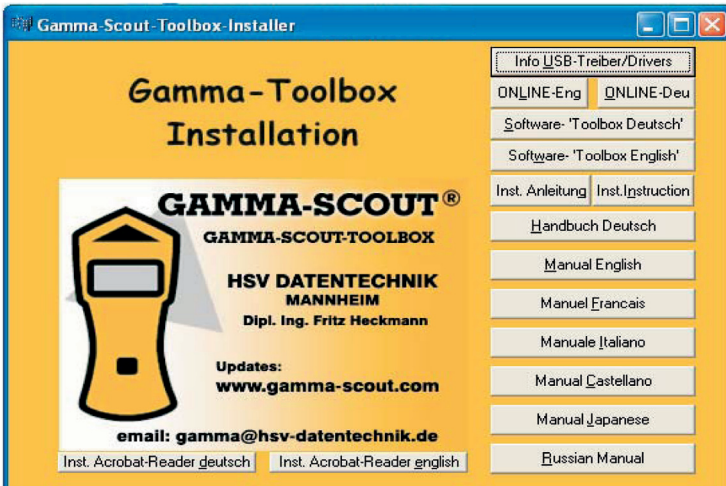 Gamma-Scout-Toolbox-Installer
Gamma-Toolbox
Installation
GAMMA-SCOUT®
GAMMA-SCOUT-TOOLBOX
HSV DATENTECHNIK
MANNHEIM
Dipl. Ing. Fritz Heckmann
Updates:
www.gamma-scout.com
email: gamma@hsv-datentechnik.de
Inst. Acrobat-Reader deutsch
Inst. Acrobat-Reader english
Info USB-Treiber/Drivers
ONLINE-Eng
ONLINE-Deu
Software- 'Toolbox Deutsch'
Software- 'Toolbox English'
Inst. Anleitung
Inst.Instruction
Handbuch Deutsch
Manual English
Manuel Francais
Manuale Italiano
Manual Castellano
Manual Japanese
Russian Manual